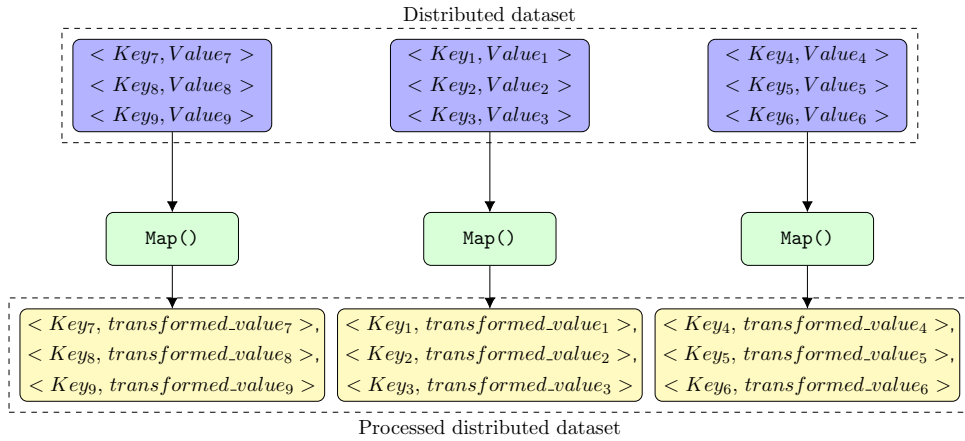 Distributed dataset
< Key₇, Value₇ >
< Key₈, Value₈ >
< Key₉, Value₉ >
< Key₁, Value₁ >
< Key₂, Value₂ >
< Key₃, Value₃ >
< Key₄, Value₄ >
< Key₅, Value₅ >
< Key₆, Value₆ >
Map()
Map()
Map()
< Key₇, transformed_value₇ >,
< Key₈, transformed_value₈ >,
< Key₉, transformed_value₉ >
< Key₁, transformed_value₁ >,
< Key₂, transformed_value₂ >,
< Key₃, transformed_value₃ >
< Key₄, transformed_value₄ >,
< Key₅, transformed_value₅ >,
< Key₆, transformed_value₆ >
Processed distributed dataset